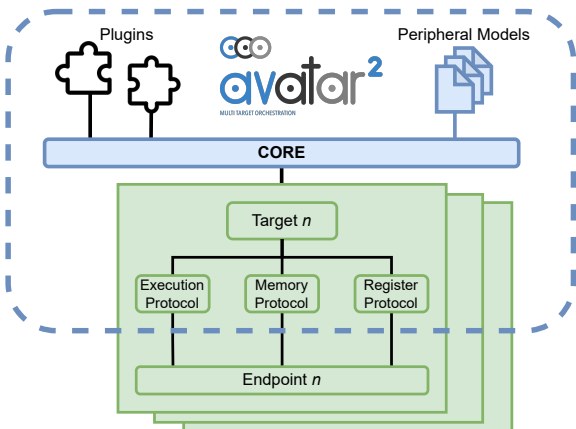 Plugins
Peripheral Models
avatar²
MULTI TARGET ORCHESTRATION
CORE
Target n
Execution
Protocol
Memory
Protocol
Register
Protocol
Endpoint n